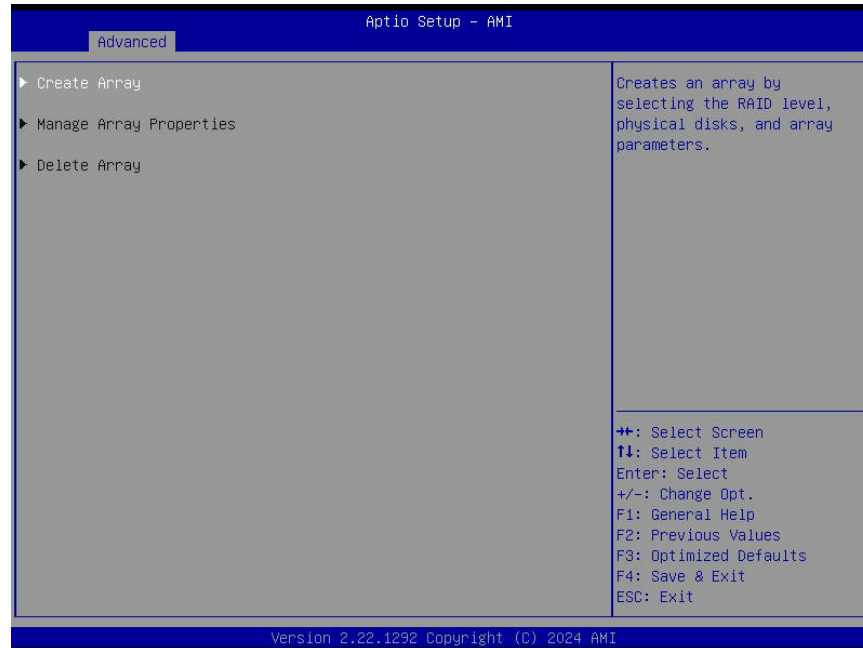 Aptio Setup – AMI
Advanced
Create Array
Manage Array Properties
Delete Array
Creates an array by
selecting the RAID level,
physical disks, and array
parameters.
→←: Select Screen
↑↓: Select Item
Enter: Select
+/-: Change Opt.
F1: General Help
F2: Previous Values
F3: Optimized Defaults
F4: Save & Exit
ESC: Exit
Version 2.22.1292 Copyright (C) 2024 AMI